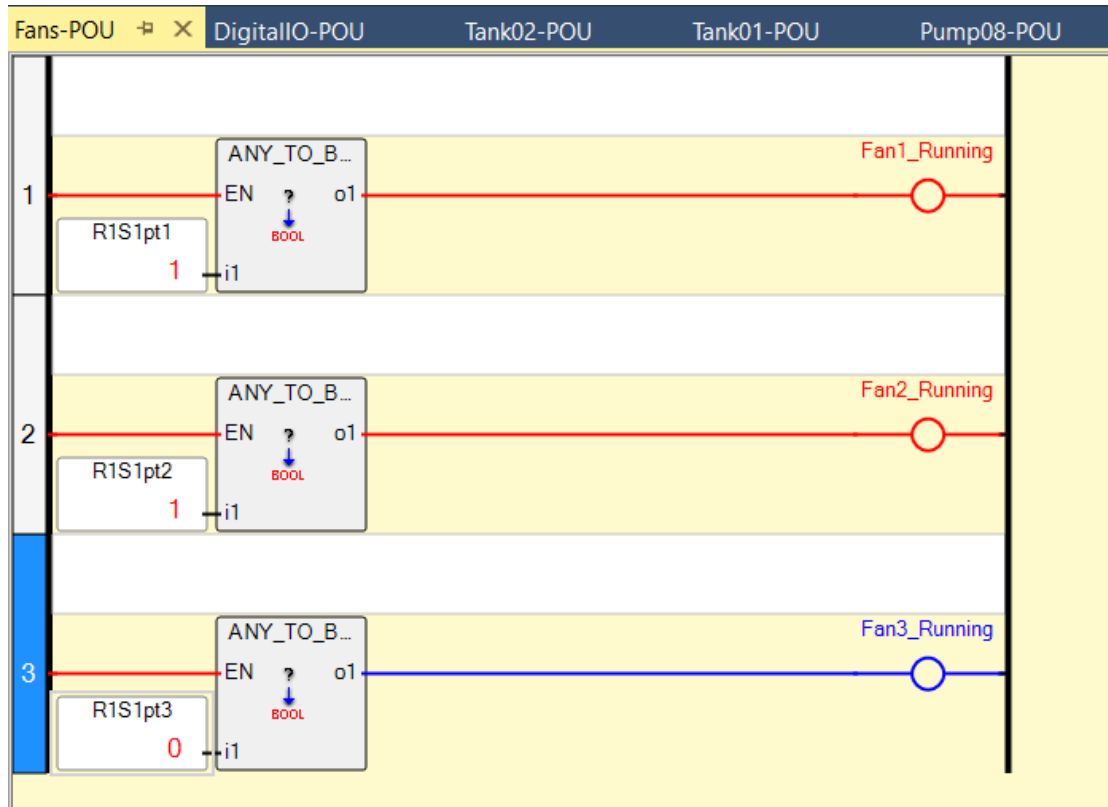 Fans-POU
DigitalIO-POU
Tank02-POU
Tank01-POU
Pump08-POU
1
ANY_TO_B...
EN ? o1
BOOL
R1S1pt1
1
i1
Fan1_Running
2
ANY_TO_B...
EN ? o1
BOOL
R1S1pt2
1
i1
Fan2_Running
3
ANY_TO_B...
EN ? o1
BOOL
R1S1pt3
0
i1
Fan3_Running